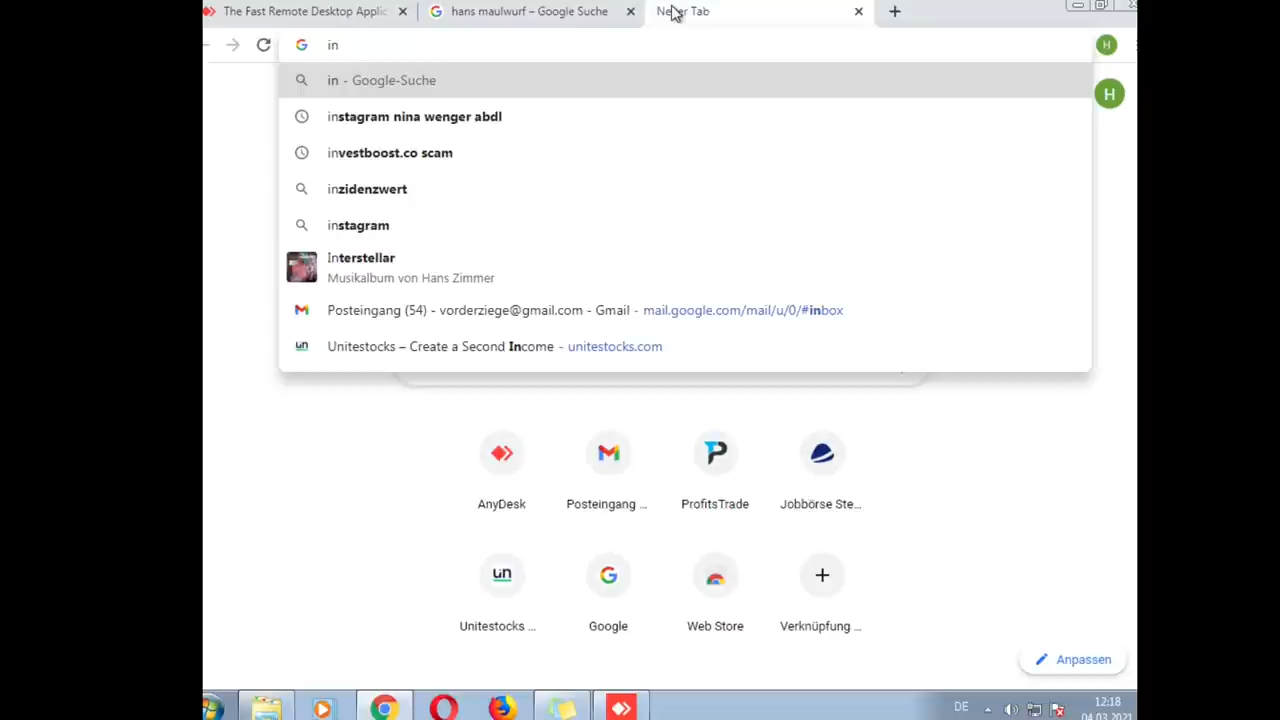 The Fast Remote Desktop Applic
hans maulwurf – Google Suche
Neuer Tab
in
H
in - Google-Suche
H
instagram nina wenger abdl
investboost.co scam
inzidenzwert
instagram
Interstellar
Musikalbum von Hans Zimmer
Posteingang (54) - vorderziege@gmail.com - Gmail - mail.google.com/mail/u/0/#inbox
un Unitestocks – Create a Second Income - unitestocks.com
AnyDesk
Posteingang ...
ProfitsTrade
Jobbörse Ste...
un
Unitestocks ...
Google
Web Store
Verknüpfung ...
Anpassen
DE
12:18
04.03.2021